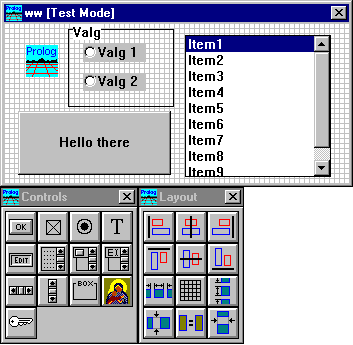 ww [Test Mode]
Prolog
Valg
Valg 1
Valg 2
Hello there
Item1
Item2
Item3
Item4
Item5
Item6
Item7
Item8
Item9
Controls
Layout
OK
T
EDIT
BOX